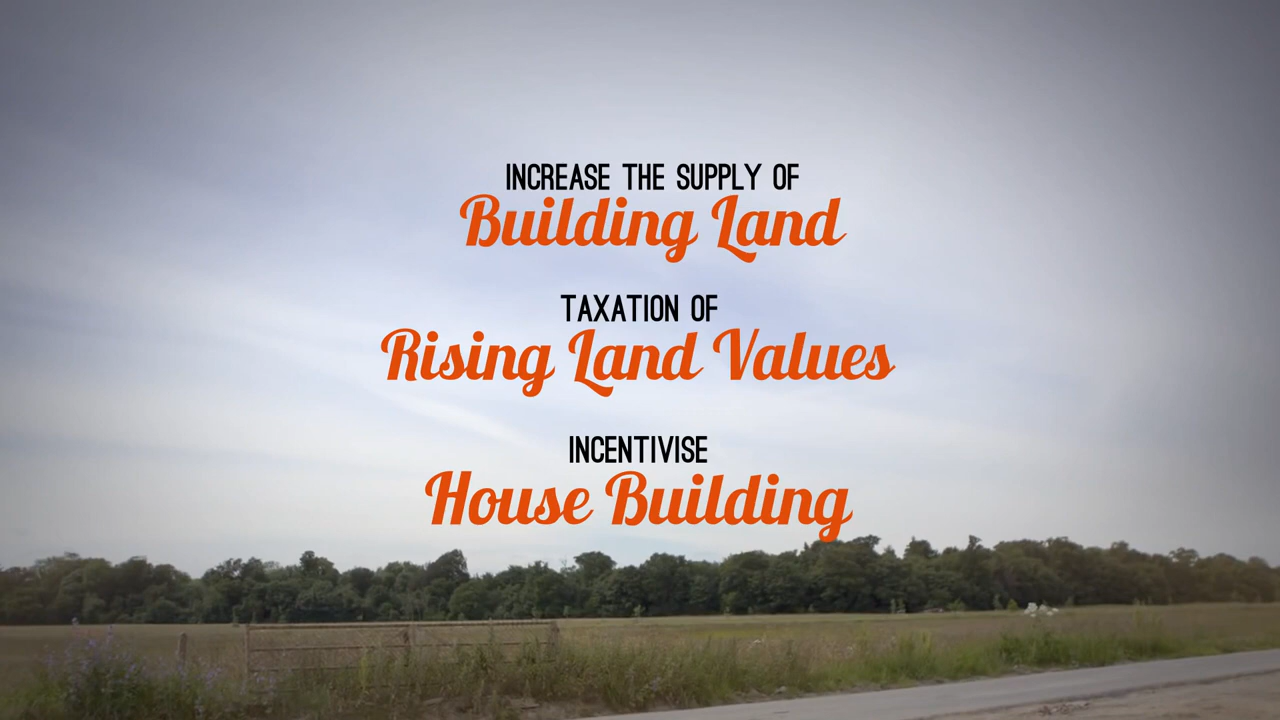 INCREASE THE SUPPLY OF
Building Land
TAXATION OF
Rising Land Values
INCENTIVISE
House Building